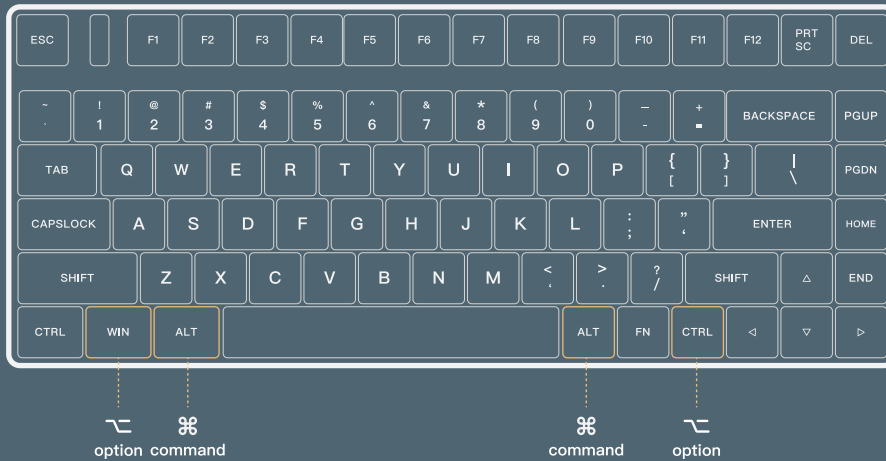 ESC F1 F2 F3 F4 F5 F6 F7 F8 F9 F10 F11 F12 PRT SC DEL
~ ! @ # $ % ^ & * ( ) — +
· 1 2 3 4 5 6 7 8 9 0 - = BACKSPACE PGUP
TAB Q W E R T Y U I O P { [ } ] | \ PGDN
CAPSLOCK A S D F G H J K L : ; ” ‘ ENTER HOME
SHIFT Z X C V B N M < ‘ > · ? / SHIFT △ END
CTRL WIN ALT ALT FN CTRL ◁ ▽ ▷
⌥ ⌘ ⌘ ⌥
option command command option